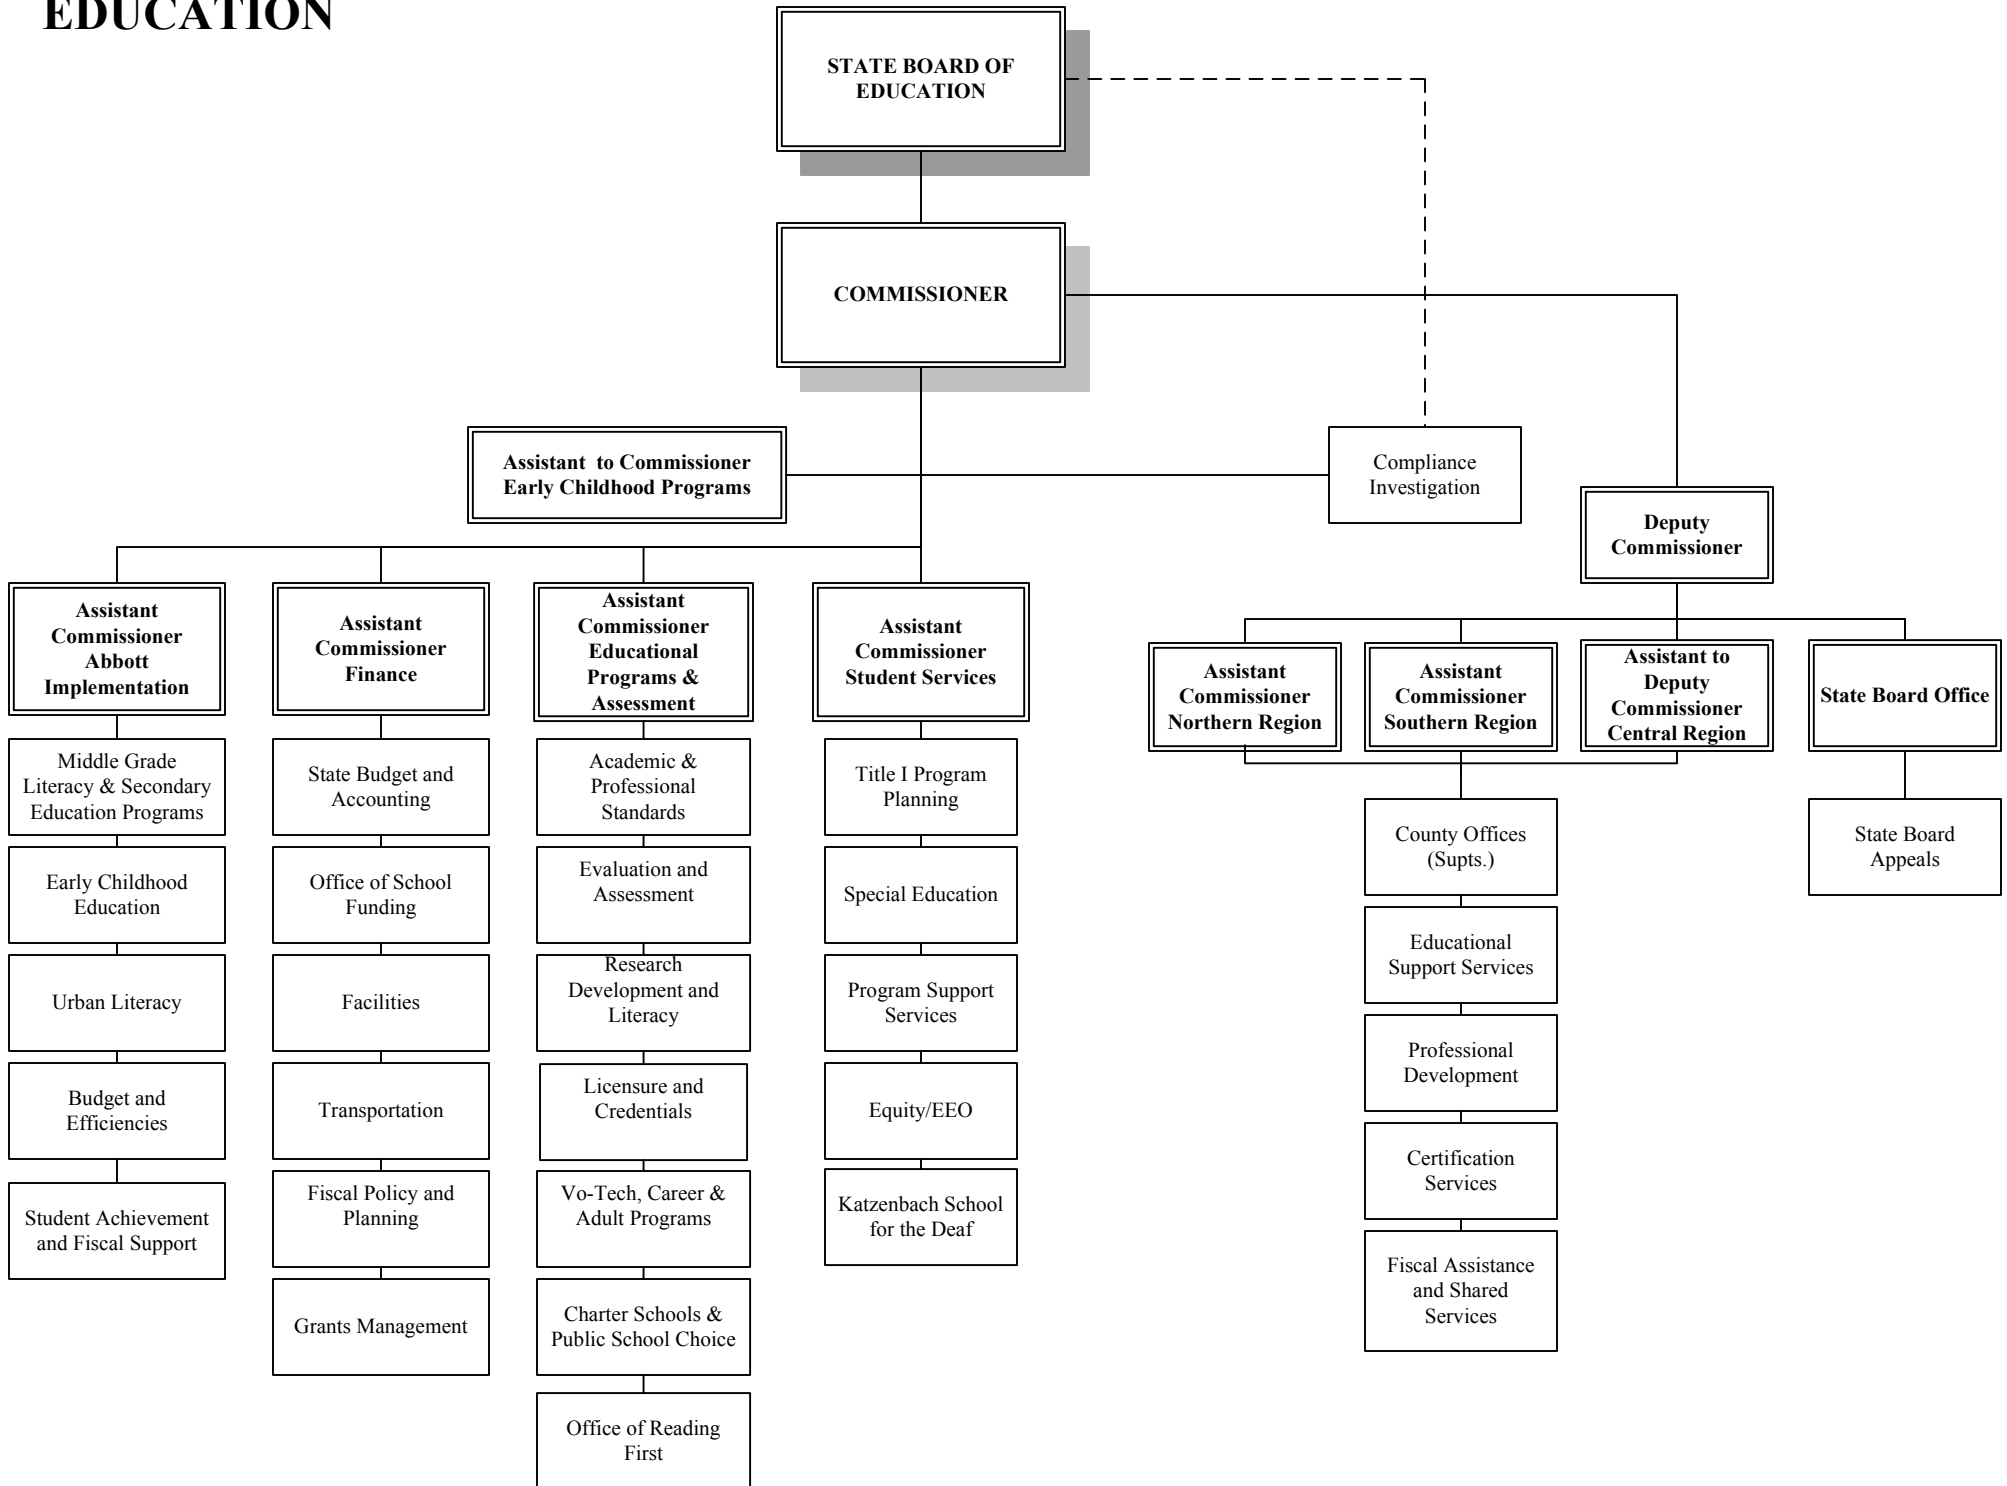 EDUCATION
STATE BOARD OF
EDUCATION
COMMISSIONER
Assistant to Commissioner
Early Childhood Programs
Compliance
Investigation
Deputy
Commissioner
Assistant
Commissioner
Abbott
Implementation
Assistant
Commissioner
Finance
Assistant
Commissioner
Educational
Programs &
Assessment
Assistant
Commissioner
Student Services
Assistant
Commissioner
Northern Region
Assistant
Commissioner
Southern Region
Assistant to
Deputy
Commissioner
Central Region
State Board Office
Middle Grade
Literacy & Secondary
Education Programs
Early Childhood
Education
Urban Literacy
Budget and
Efficiencies
Student Achievement
and Fiscal Support
State Budget and
Accounting
Office of School
Funding
Facilities
Transportation
Fiscal Policy and
Planning
Grants Management
Academic &
Professional
Standards
Evaluation and
Assessment
Research
Development and
Literacy
Licensure and
Credentials
Vo-Tech, Career &
Adult Programs
Charter Schools &
Public School Choice
Office of Reading
First
Title I Program
Planning
Special Education
Program Support
Services
Equity/EEO
Katzenbach School
for the Deaf
County Offices
(Supts.)
Educational
Support Services
Professional
Development
Certification
Services
Fiscal Assistance
and Shared
Services
State Board
Appeals